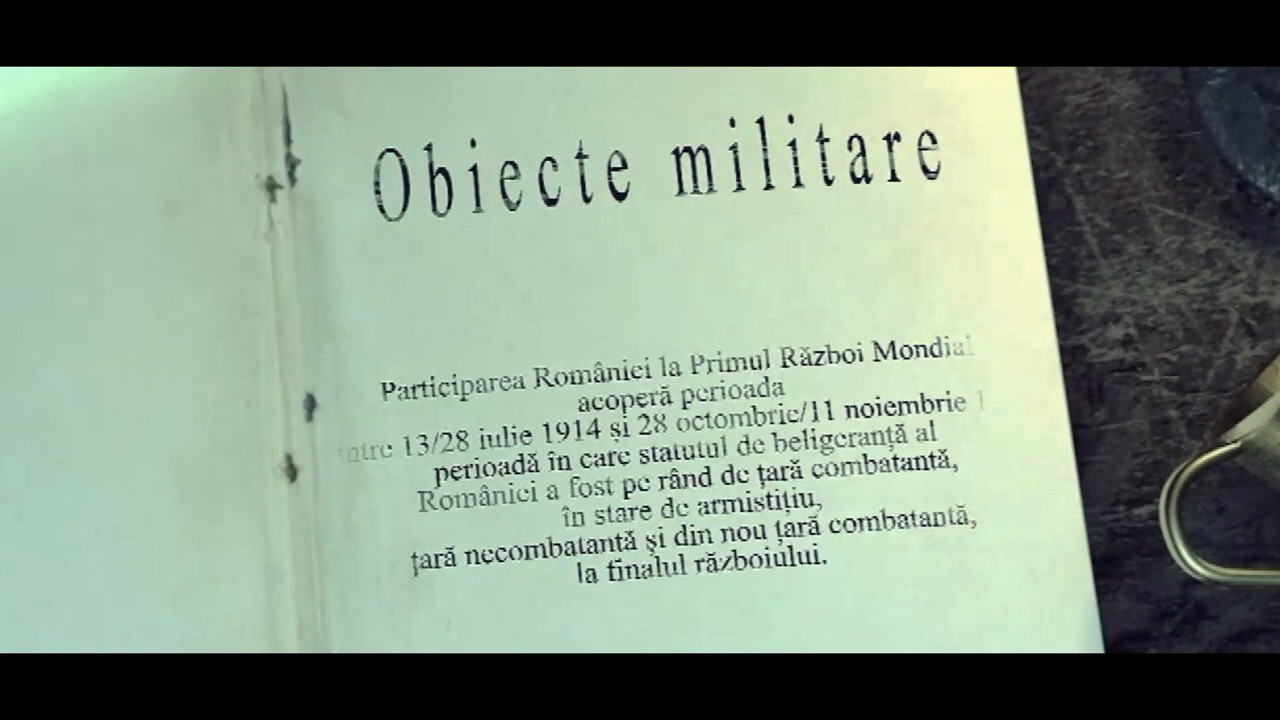 Obiecte militare
Participarea României la Primul Război Mondial
acoperă perioada
între 13/28 iulie 1914 și 28 octombrie/11 noiembrie
perioadă în care statutul de beligeranță al
României a fost pe rând de țară combatantă,
în stare de armistițiu,
țară necombatantă și din nou țară combatantă,
la finalul războiului.